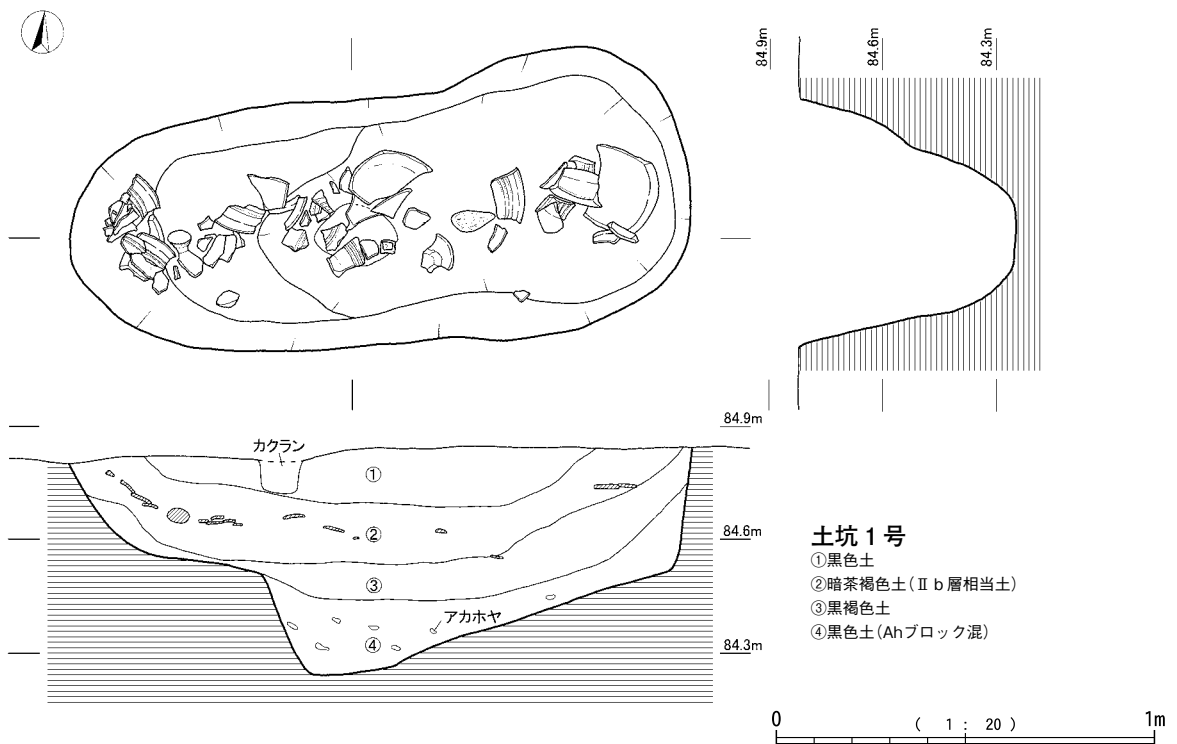 84.9m
84.6m
84.3m
84.9m
カクラン
①
②
84.6m
③
アカホヤ
④
84.3m
土坑1号
①黒色土
②暗茶褐色土(Ⅱb層相当土)
③黒褐色土
④黒色土(Ahブロック混)
0 ( 1 : 20 ) 1m